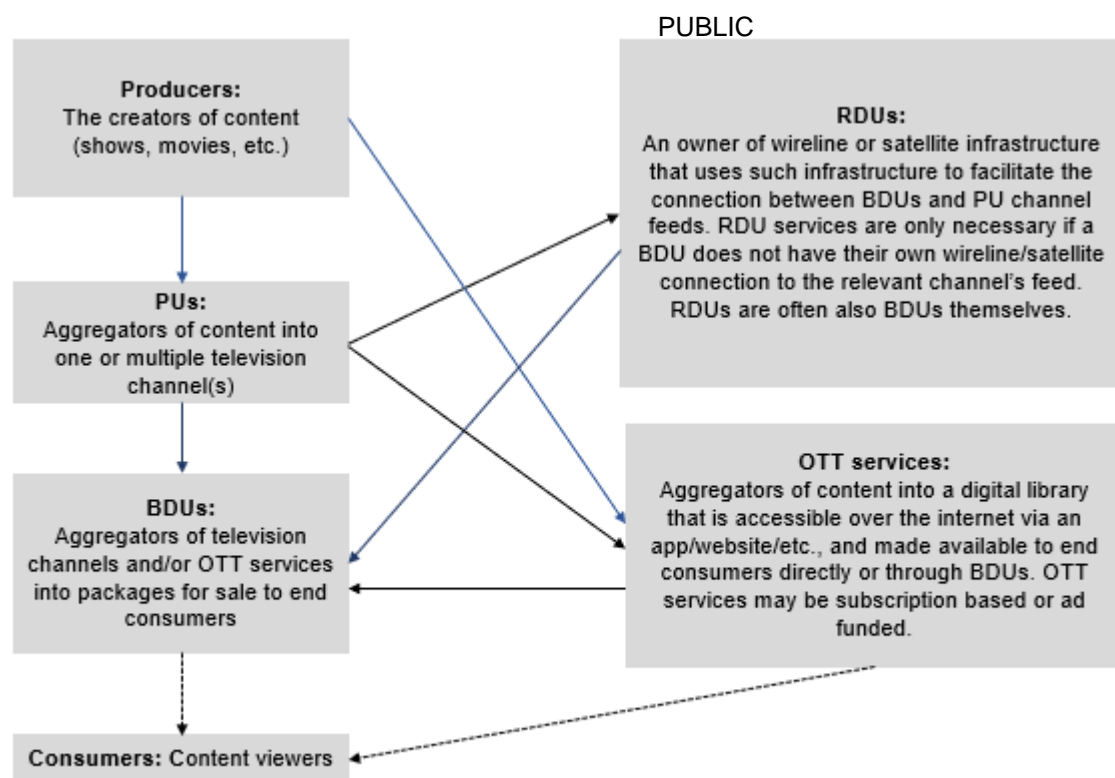 PUBLIC
Producers:
The creators of content
(shows, movies, etc.)
RDUs:
An owner of wireline or satellite infrastructure
that uses such infrastructure to facilitate the
connection between BDUs and PU channel
feeds. RDU services are only necessary if a
BDU does not have their own wireline/satellite
connection to the relevant channel's feed.
RDUs are often also BDUs themselves.
PUs:
Aggregators of content into
one or multiple television
channel(s)
OTT services:
Aggregators of content into a digital library
that is accessible over the internet via an
app/website/etc., and made available to end
consumers directly or through BDUs. OTT
services may be subscription based or ad
funded.
BDUs:
Aggregators of television
channels and/or OTT services
into packages for sale to end
consumers
Consumers: Content viewers